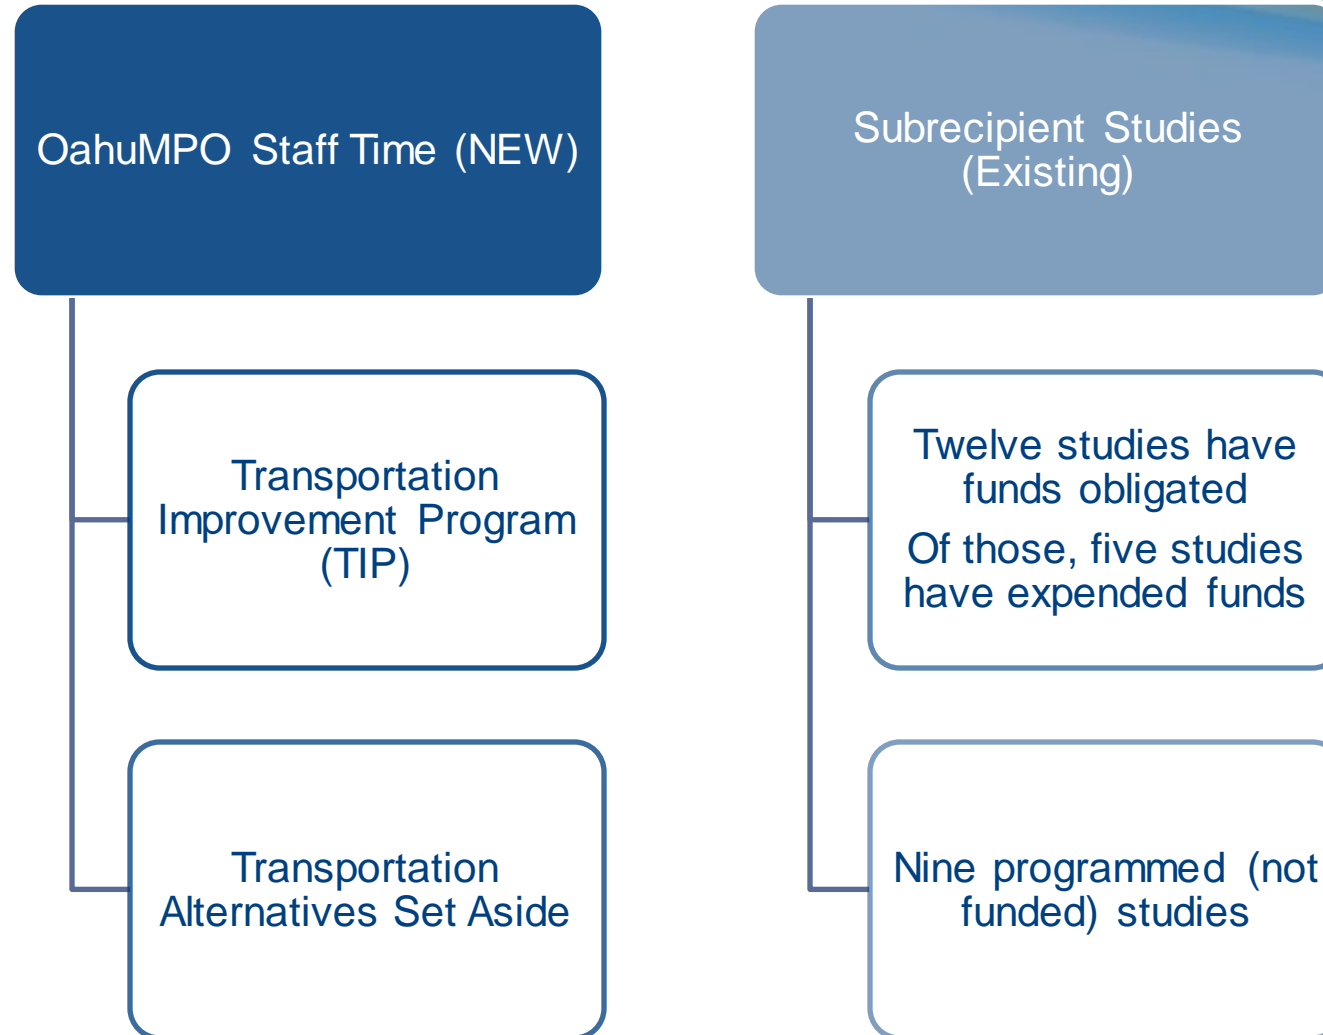 OahuMPO Staff Time (NEW)
Transportation
Improvement Program
(TIP)
Transportation
Alternatives Set Aside
Subrecipient Studies
(Existing)
Twelve studies have
funds obligated
Of those, five studies
have expended funds
Nine programmed (not
funded) studies